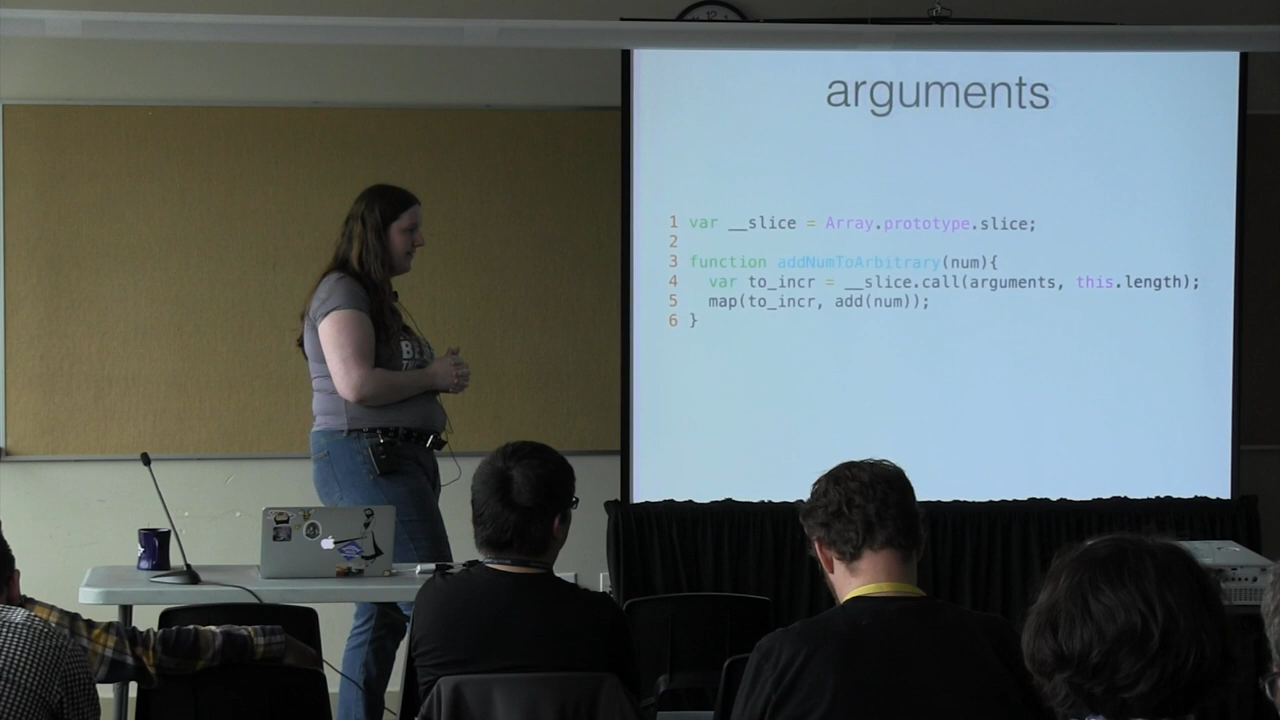 12
arguments
1 var __slice = Array.prototype.slice;
2
3 function addNumToArbitrary(num){
4   var to_incr = __slice.call(arguments, this.length);
5   map(to_incr, add(num));
6 }